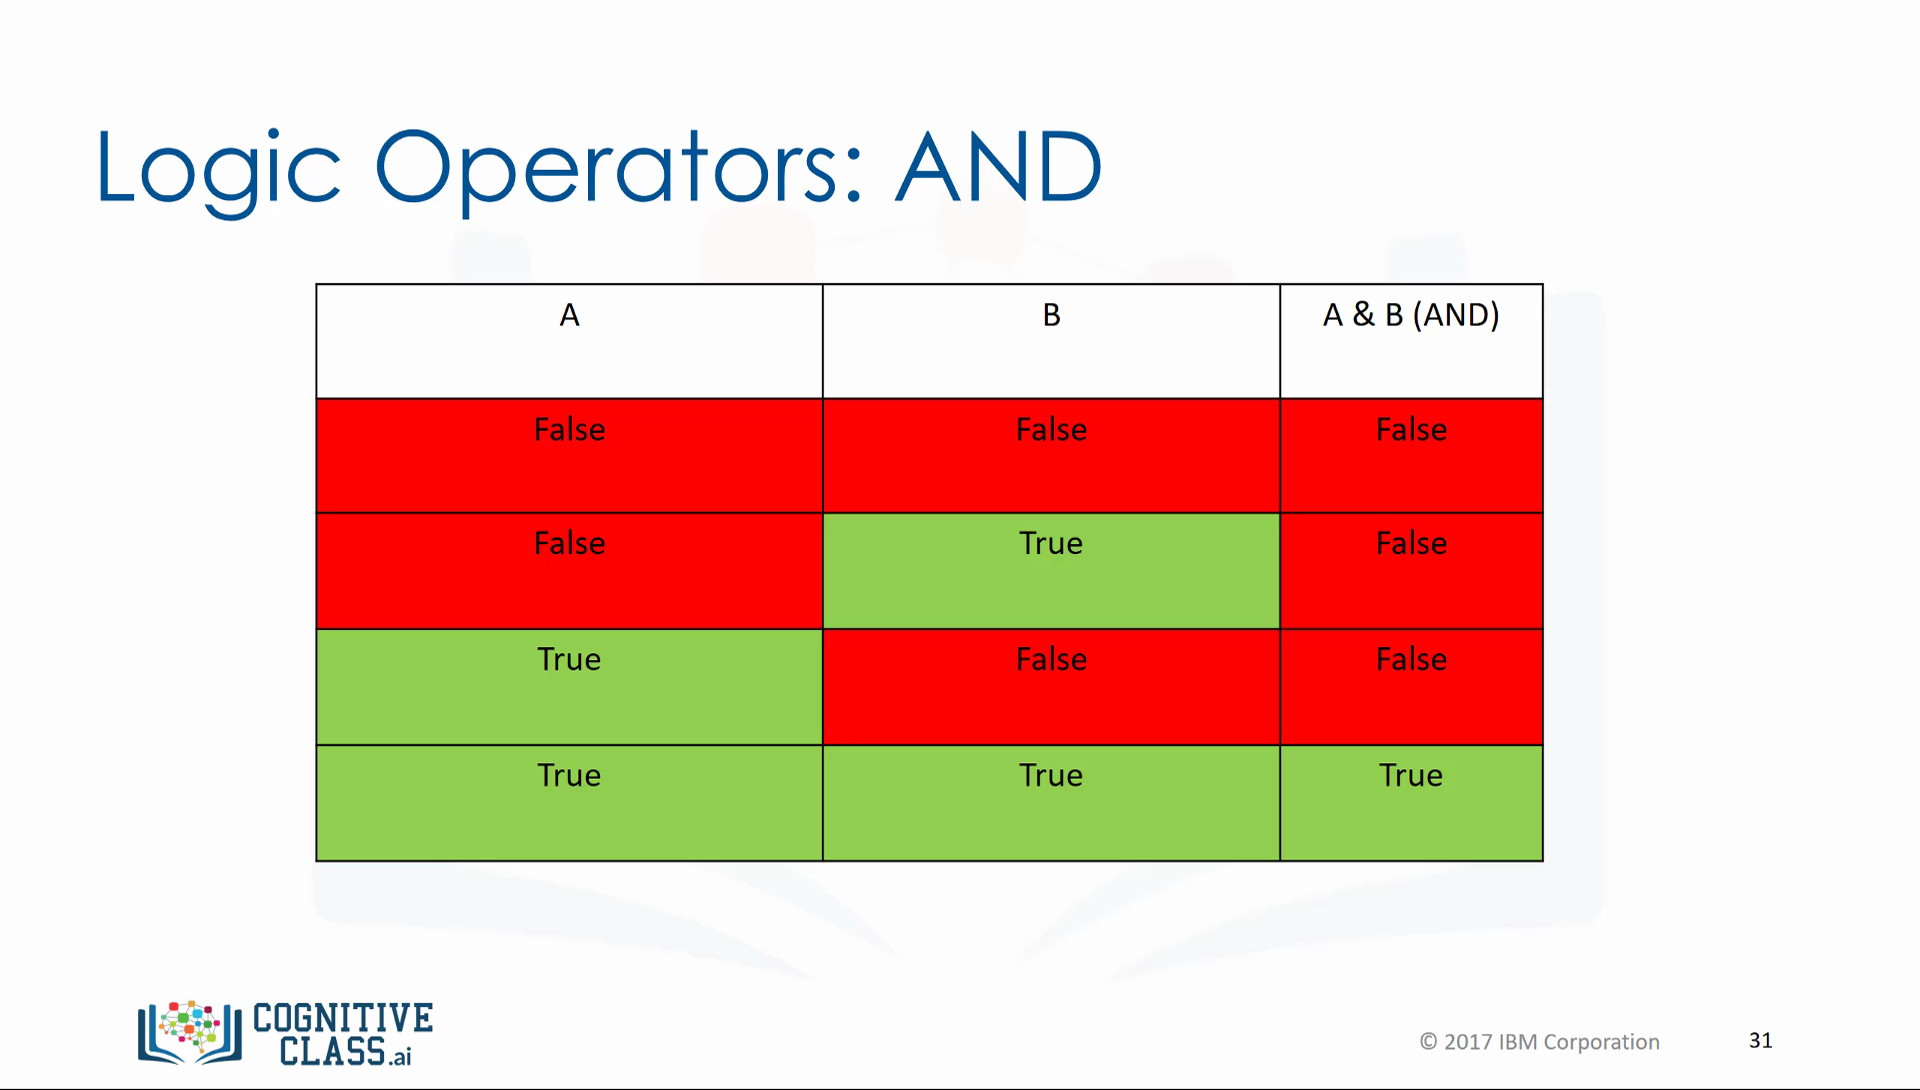 Logic Operators: AND
A B A & B (AND)
False False False
False True False
True False False
True True True
COGNITIVE
CLASS.ai
© 2017 IBM Corporation 31